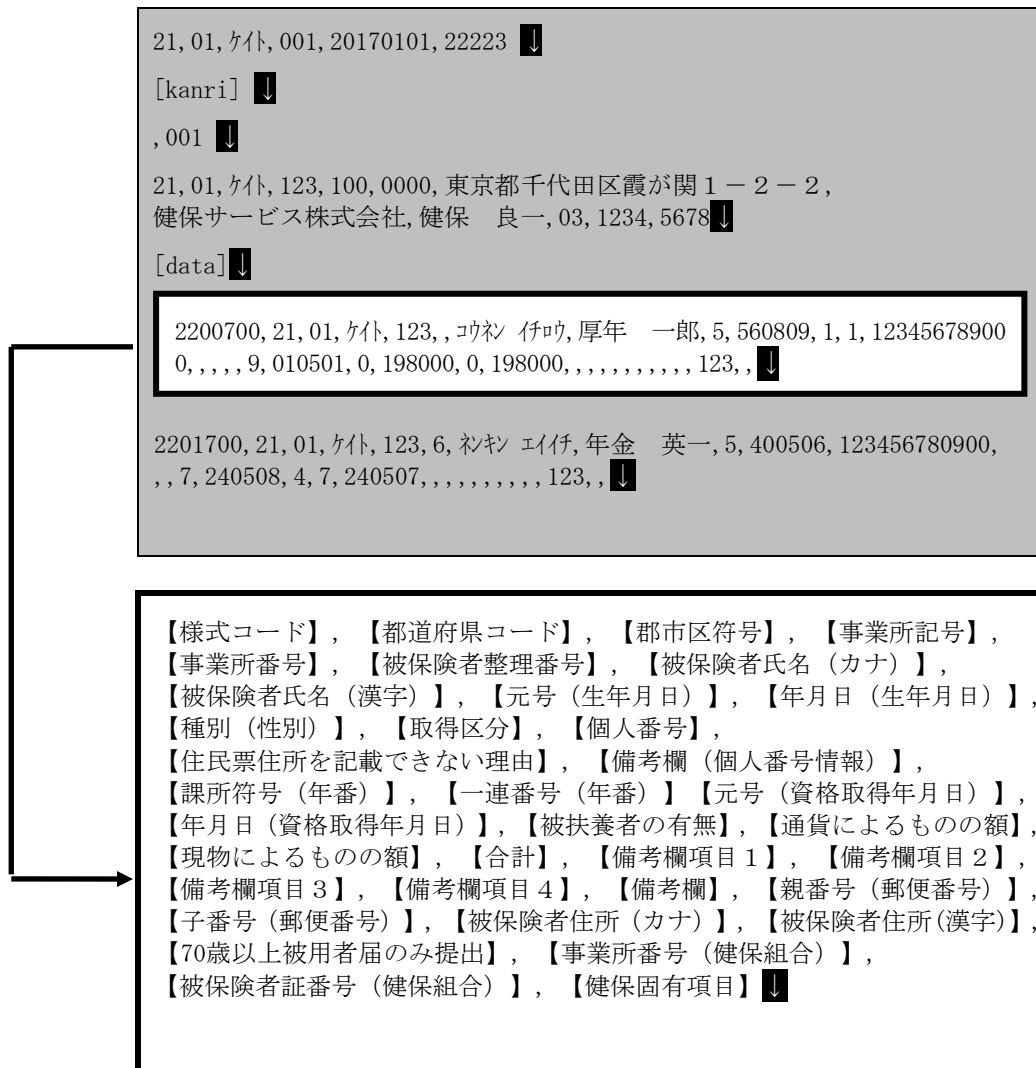 21,01,ｹｲﾄ,001,20170101,22223 ↓
[kanri] ↓
,001 ↓
21,01,ｹｲﾄ,123,100,0000,東京都千代田区霞が関１－２－２,
健保サービス株式会社,健保　良一,03,1234,5678↓
[data]↓
2200700,21,01,ｹｲﾄ,123,,ｺｳﾈﾝ ｲﾁﾛｳ,厚年　一郎,5,560809,1,1,12345678900
0,,,,,9,010501,0,198000,0,198000,,,,,,,,,,,123,,↓
2201700,21,01,ｹｲﾄ,123,6,ﾈﾝｷﾝ ｴｲｲﾁ,年金　英一,5,400506,123456780900,
,,7,240508,4,7,240507,,,,,,,,,,123,,↓
【様式コード】, 【都道府県コード】, 【郡市区符号】, 【事業所記号】,
【事業所番号】, 【被保険者整理番号】, 【被保険者氏名（カナ）】,
【被保険者氏名（漢字）】, 【元号（生年月日）】, 【年月日（生年月日）】,
【種別（性別）】, 【取得区分】, 【個人番号】,
【住民票住所を記載できない理由】, 【備考欄（個人番号情報）】,
【課所符号（年番）】, 【一連番号（年番）】【元号（資格取得年月日）】,
【年月日（資格取得年月日）】,【被扶養者の有無】,【通貨によるものの額】,
【現物によるものの額】, 【合計】, 【備考欄項目１】, 【備考欄項目２】,
【備考欄項目３】, 【備考欄項目４】, 【備考欄】, 【親番号（郵便番号）】,
【子番号（郵便番号）】,【被保険者住所（カナ）】, 【被保険者住所(漢字)】,
【70歳以上被用者届のみ提出】, 【事業所番号（健保組合）】,
【被保険者証番号（健保組合）】, 【健保固有項目】↓